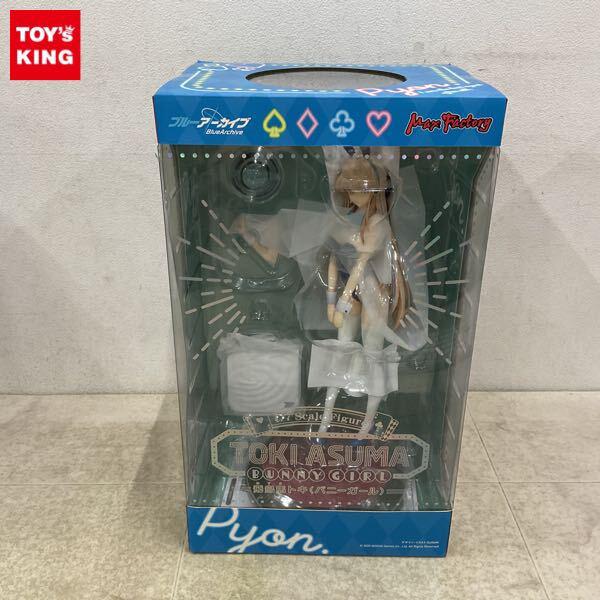 TOY's
KING
Pyon.
ブルーアーカイブ
BlueArchive
Max Factory
1/7 Scale Figure
TOKI ASUMA
BUNNY GIRL
飛鳥馬トキ(バニーガール)
Pyon.